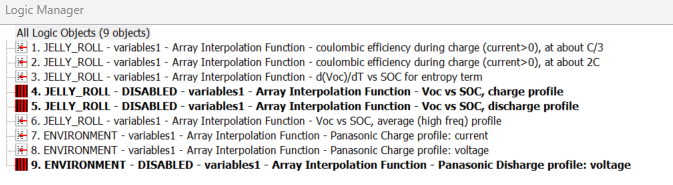 Logic Manager
All Logic Objects (9 objects)
1. JELLY_ROLL - variables1 - Array Interpolation Function - coulombic efficiency during charge (current>0), at about C/3
2. JELLY_ROLL - variables1 - Array Interpolation Function - coulombic efficiency during charge (current>0), at about 2C
3. JELLY_ROLL - variables1 - Array Interpolation Function - d(Voc)/dT vs SOC for entropy term
4. JELLY_ROLL - DISABLED - variables1 - Array Interpolation Function - Voc vs SOC, charge profile
5. JELLY_ROLL - DISABLED - variables1 - Array Interpolation Function - Voc vs SOC, discharge profile
6. JELLY_ROLL - variables1 - Array Interpolation Function - Voc vs SOC, average (high freq) profile
7. ENVIRONMENT - variables1 - Array Interpolation Function - Panasonic Charge profile: current
8. ENVIRONMENT - variables1 - Array Interpolation Function - Panasonic Charge profile: voltage
9. ENVIRONMENT - DISABLED - variables1 - Array Interpolation Function - Panasonic Disharge profile: voltage